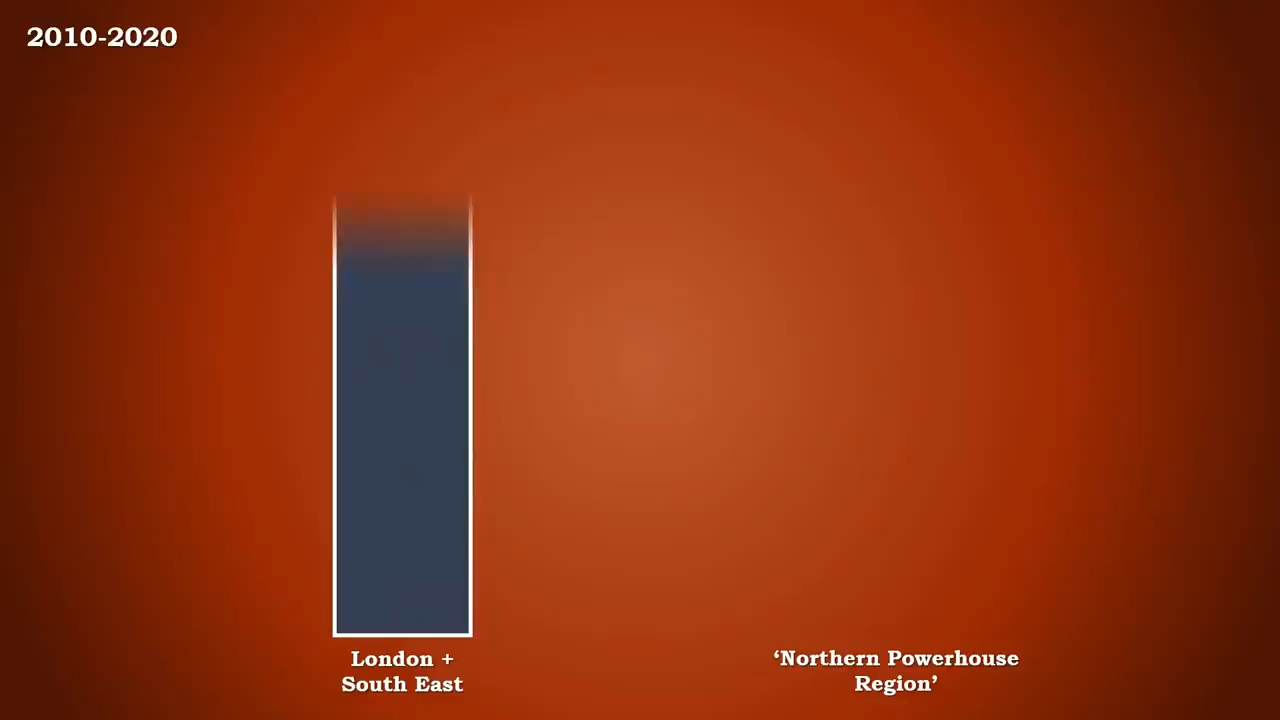 2010-2020
London +
South East
‘Northern Powerhouse
Region’